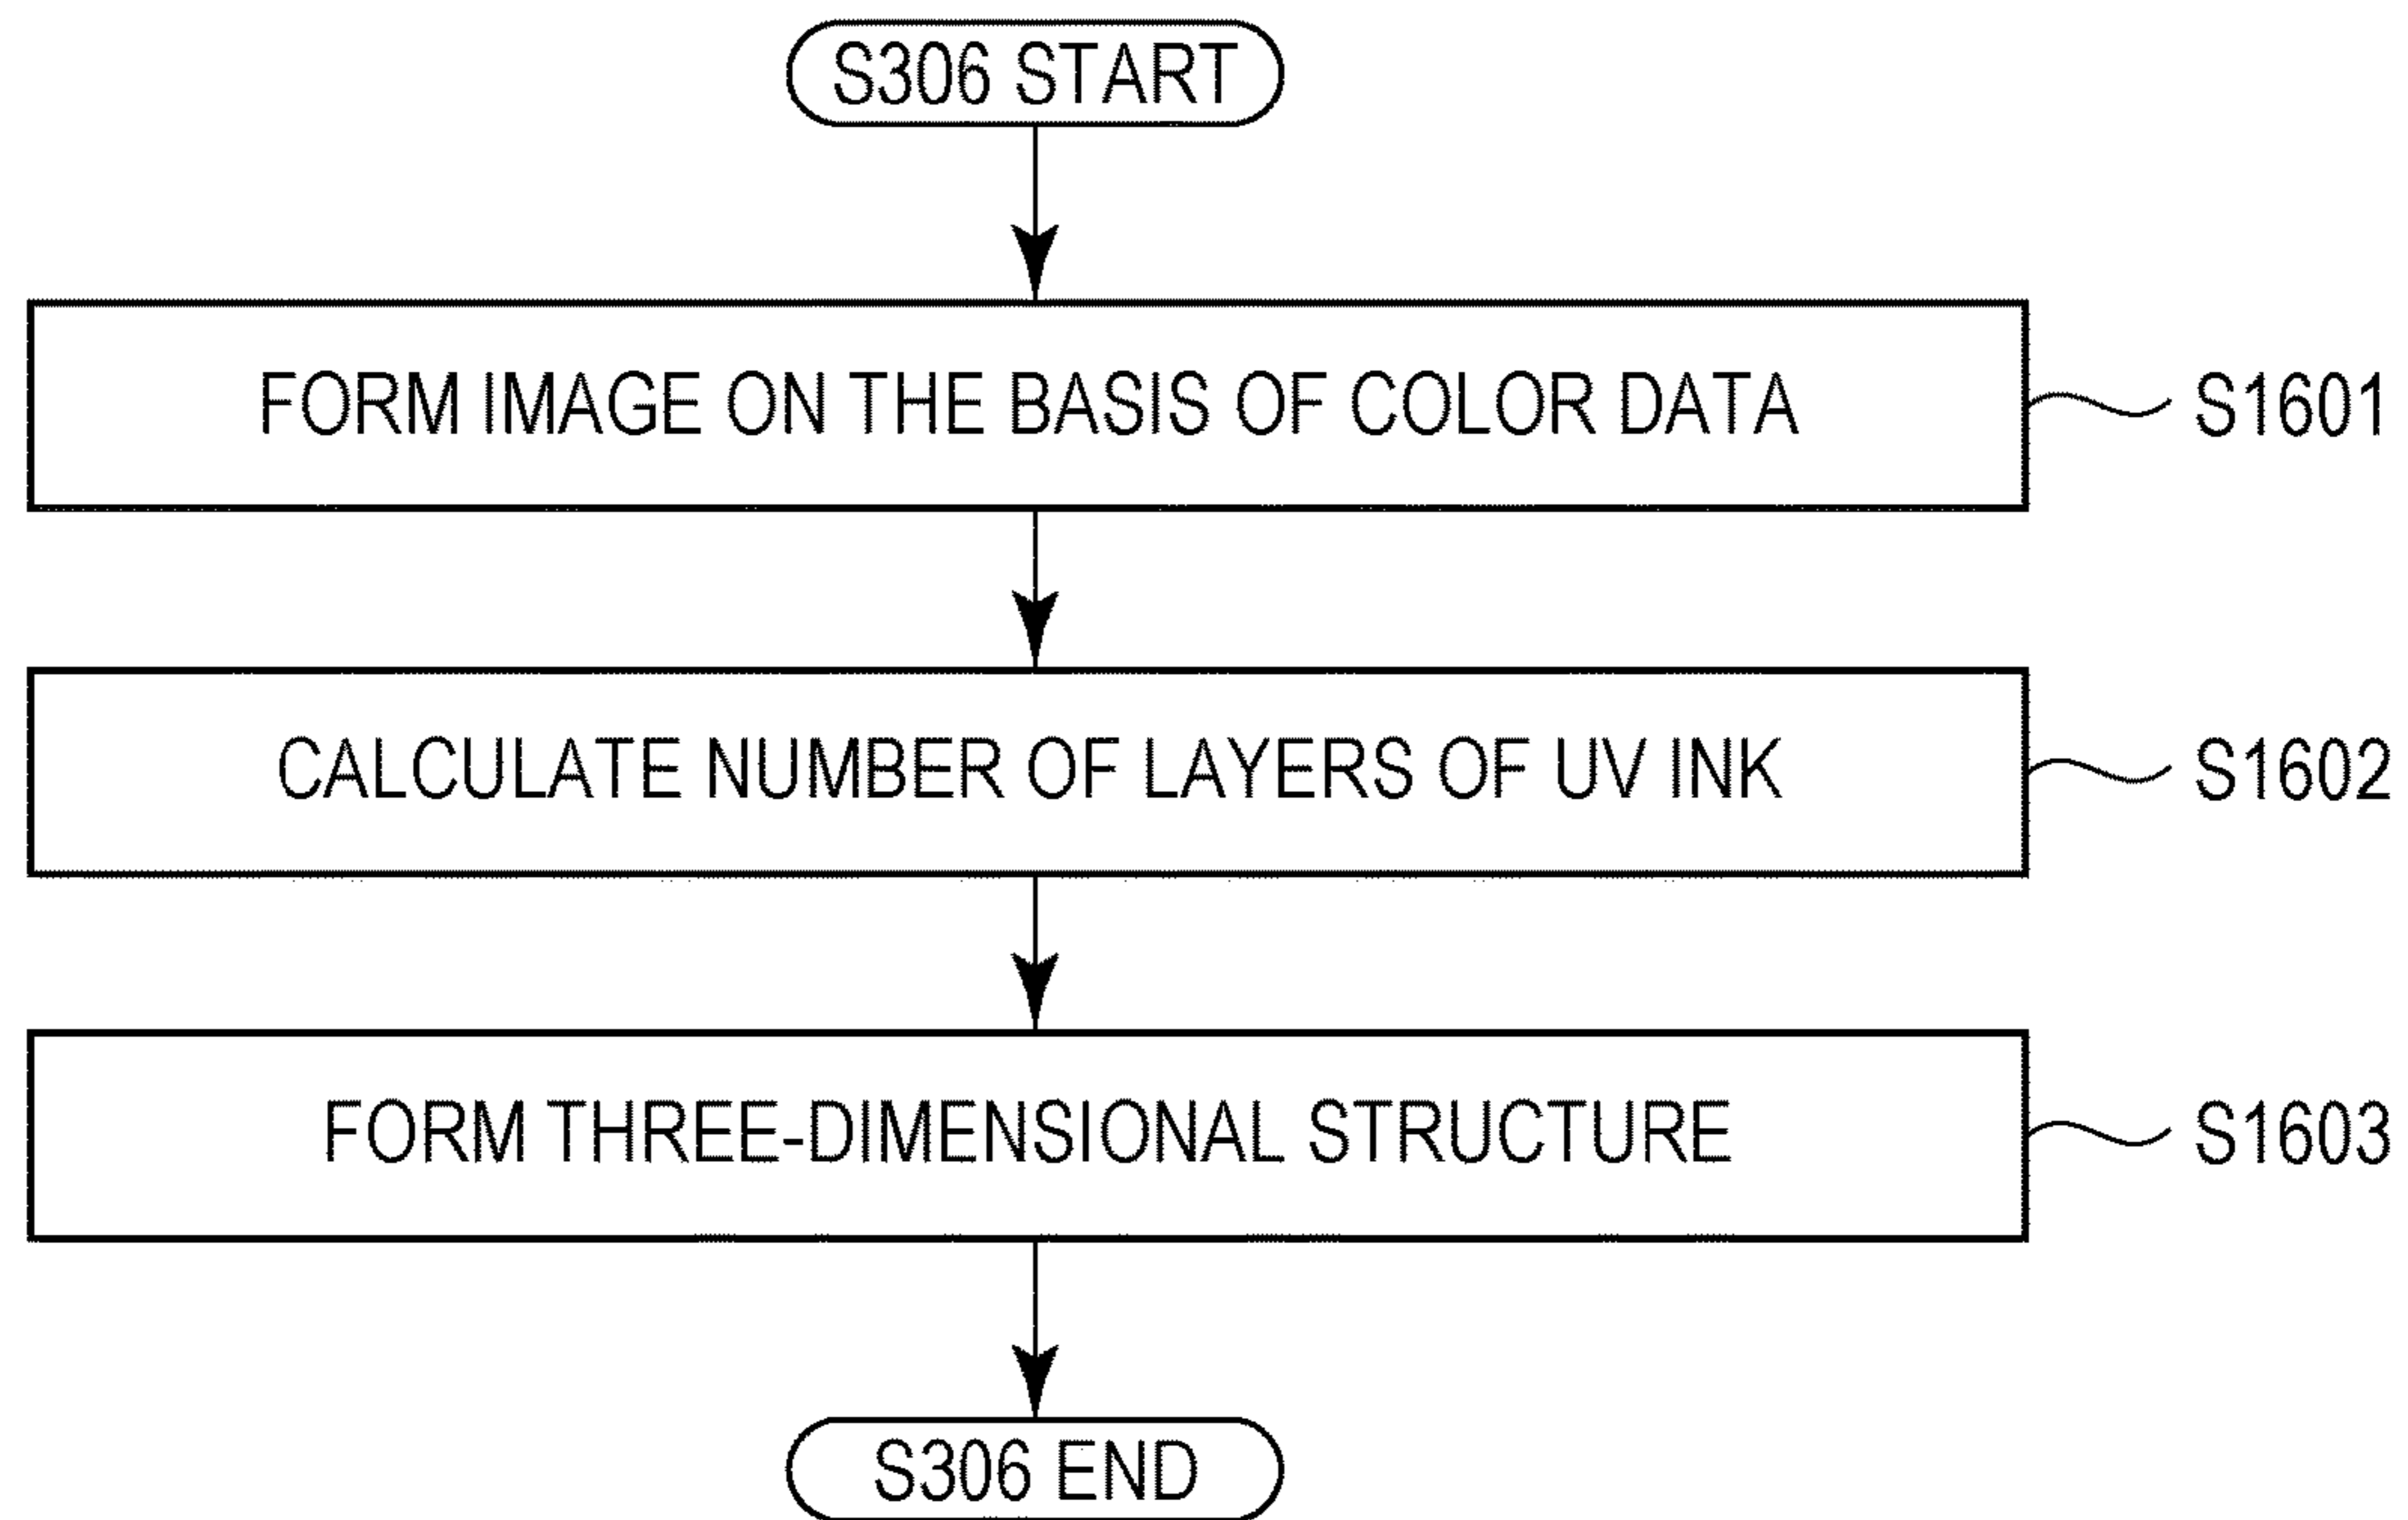 S306 START
FORM IMAGE ON THE BASIS OF COLOR DATA
S1601
CALCULATE NUMBER OF LAYERS OF UV INK
S1602
FORM THREE-DIMENSIONAL STRUCTURE
S1603
S306 END